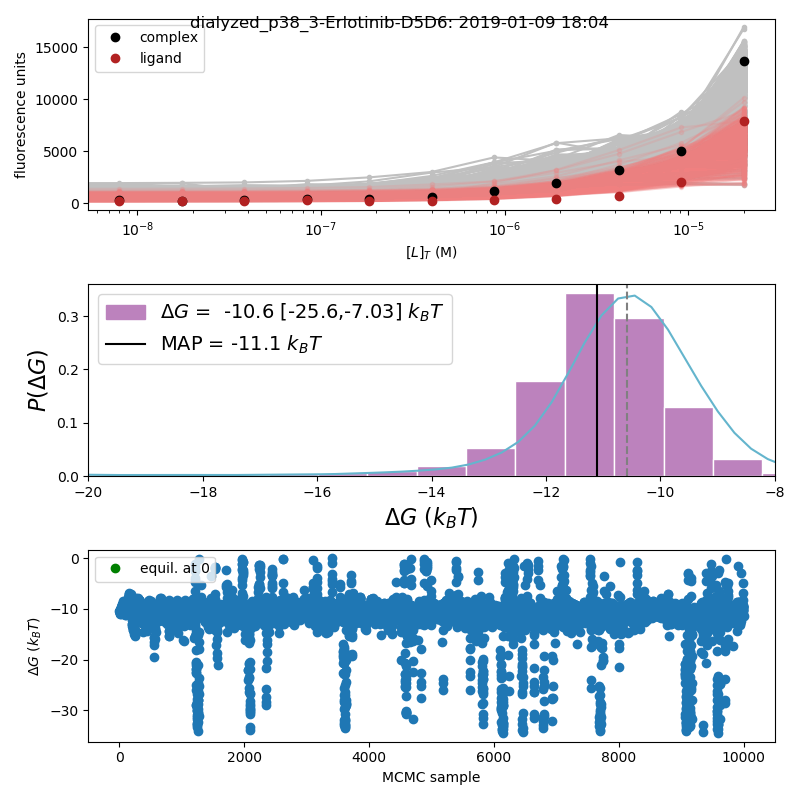 dialyzed_p38_3-Erlotinib-D5D6: 2019-01-09 18:04
complex
ligand
fluorescence units
15000
10000
5000
0
10⁻⁸
10⁻⁷
10⁻⁶
10⁻⁵
[L]_T (M)
ΔG = -10.6 [-25.6,-7.03] k_BT
MAP = -11.1 k_BT
P(ΔG)
0.3
0.2
0.1
0.0
−20
−18
−16
−14
−12
−10
−8
ΔG (k_BT)
equil. at 0
ΔG (k_BT)
0
−10
−20
−30
0
2000
4000
6000
8000
10000
MCMC sample